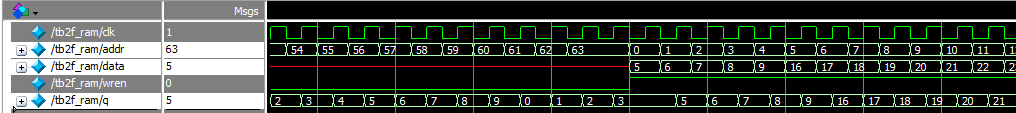 Msgs
/tb2f_ram/clk 1
/tb2f_ram/addr 63 54 55 56 57 58 59 60 61 62 63 0 1 2 3 4 5 6 7 8 9 10 11
/tb2f_ram/data 5 5 6 7 8 9 16 17 18 19 20 21 22
/tb2f_ram/wren 0
/tb2f_ram/q 5 2 3 4 5 6 7 8 9 0 1 2 3 5 6 7 8 9 16 17 18 19 20 21